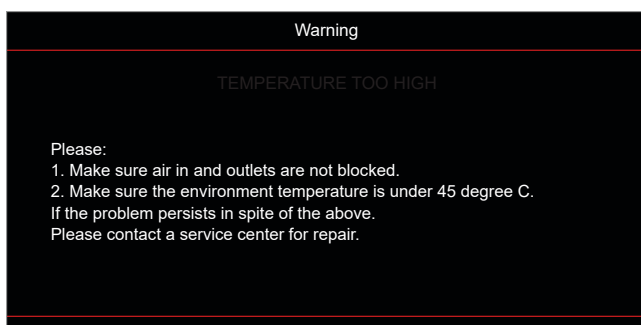 Warning
TEMPERATURE TOO HIGH
Please:
1. Make sure air in and outlets are not blocked.
2. Make sure the environment temperature is under 45 degree C.
If the problem persists in spite of the above.
Please contact a service center for repair.